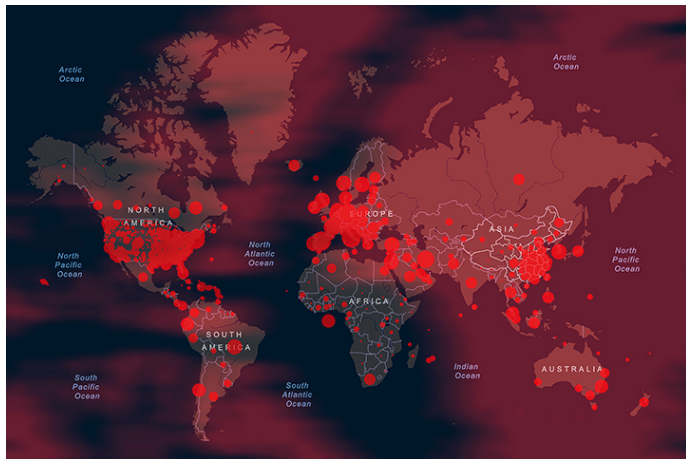 Arctic
Ocean
Arctic
Ocean
NORTH
AMERICA
EUROPE
ASIA
North
Pacific
Ocean
North
Atlantic
Ocean
North
Pacific
Ocean
AFRICA
SOUTH
AMERICA
Indian
Ocean
AUSTRALIA
South
Pacific
Ocean
South
Atlantic
Ocean